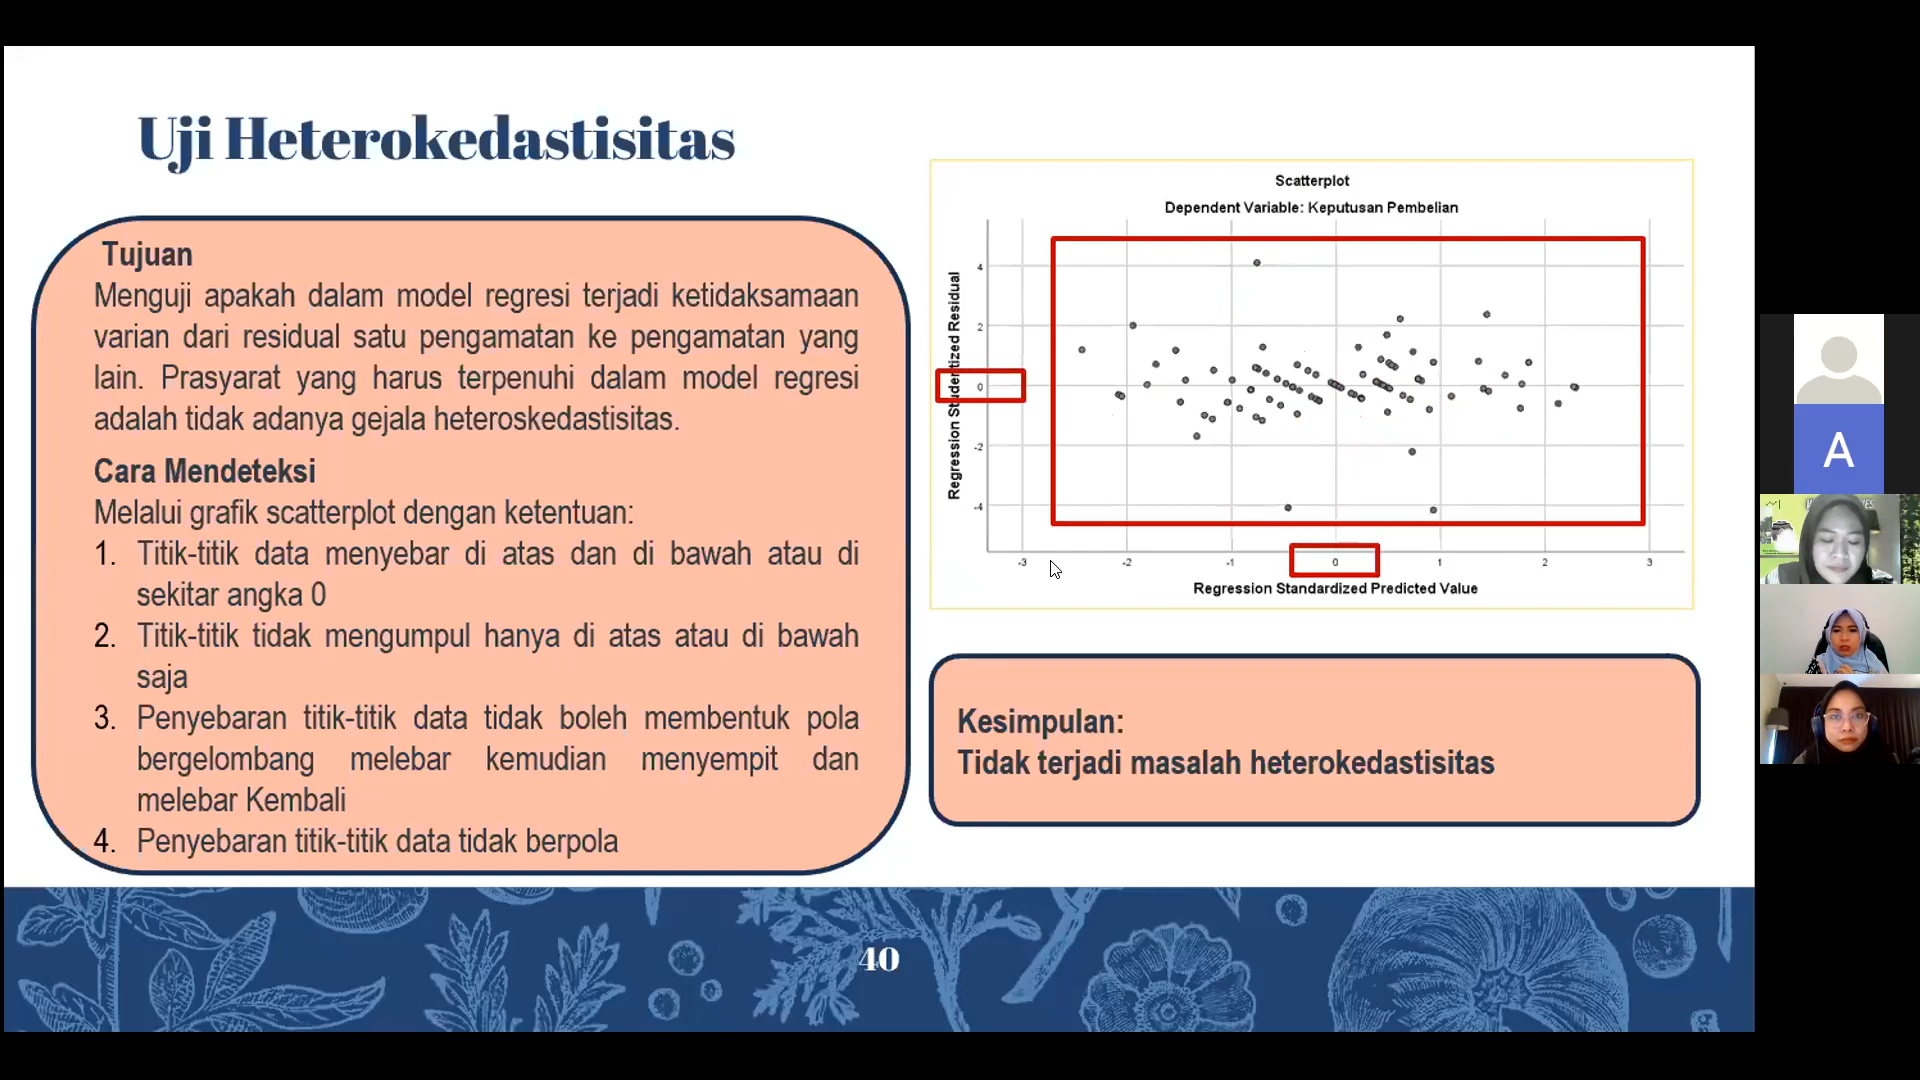 Uji Heterokedastisitas
Tujuan
Menguji apakah dalam model regresi terjadi ketidaksamaan
varian dari residual satu pengamatan ke pengamatan yang
lain. Prasyarat yang harus terpenuhi dalam model regresi
adalah tidak adanya gejala heteroskedastisitas.
Cara Mendeteksi
Melalui grafik scatterplot dengan ketentuan:
1. Titik-titik data menyebar di atas dan di bawah atau di
sekitar angka 0
2. Titik-titik tidak mengumpul hanya di atas atau di bawah
saja
3. Penyebaran titik-titik data tidak boleh membentuk pola
bergelombang melebar kemudian menyempit dan
melebar Kembali
4. Penyebaran titik-titik data tidak berpola
Scatterplot
Dependent Variable: Keputusan Pembelian
Regression Studentized Residual
4
2
0
-2
-4
-3 -2 -1 0 1 2 3
Regression Standardized Predicted Value
Kesimpulan:
Tidak terjadi masalah heterokedastisitas
40
A